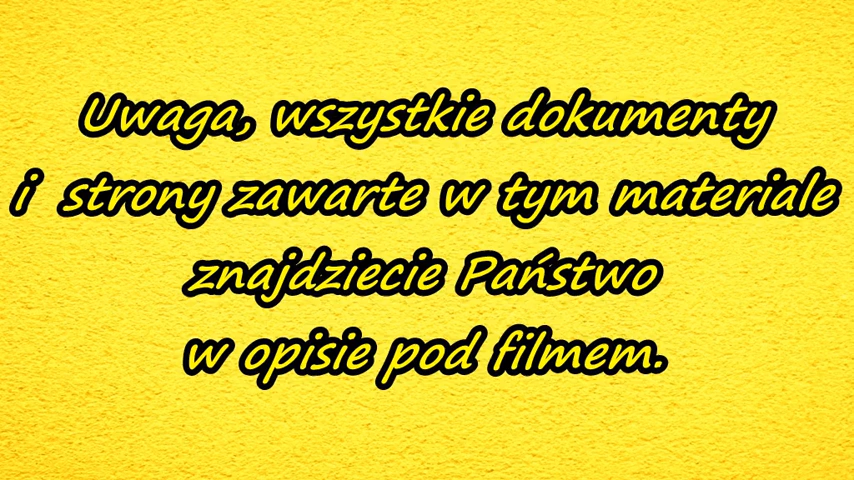 Uwaga, wszystkie dokumenty
i strony zawarte w tym materiale
znajdziecie Państwo
w opisie pod filmem.